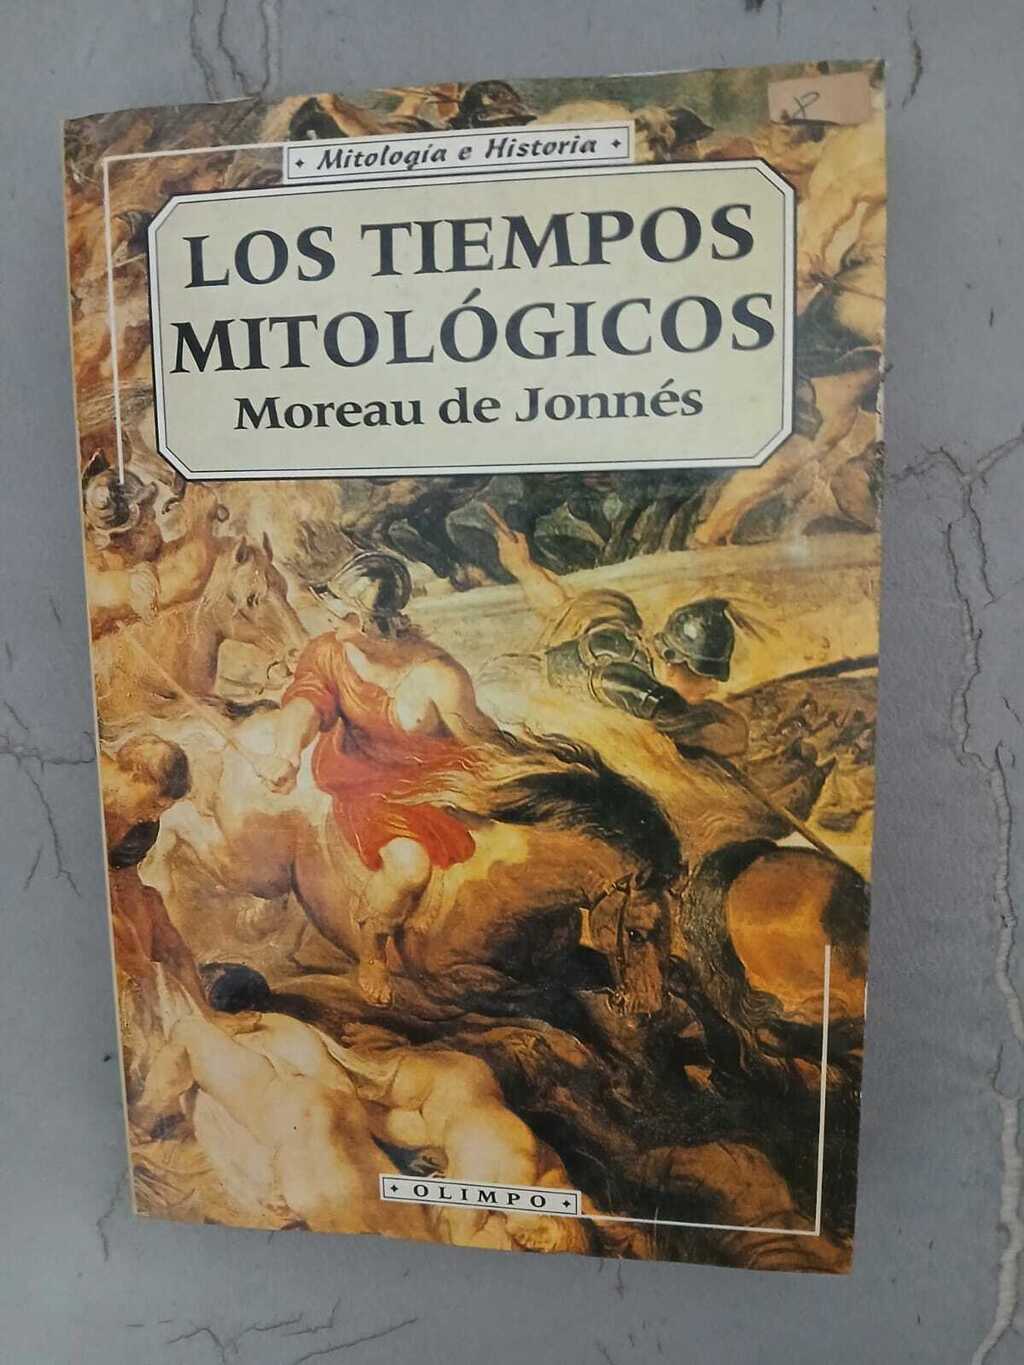 Mitología e Historia
LOS TIEMPOS
MITOLÓGICOS
Moreau de Jonnés
OLIMPO